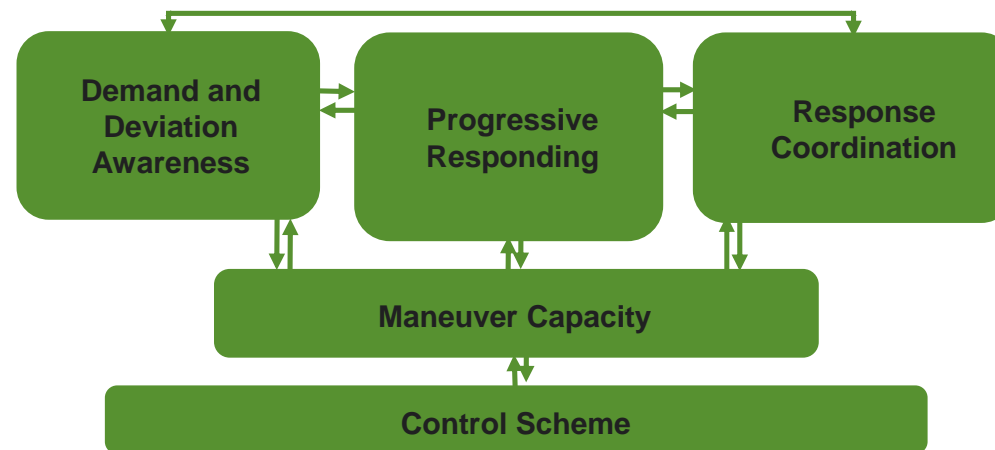 Demand and
Deviation
Awareness
Progressive
Responding
Response
Coordination
Maneuver Capacity
Control Scheme